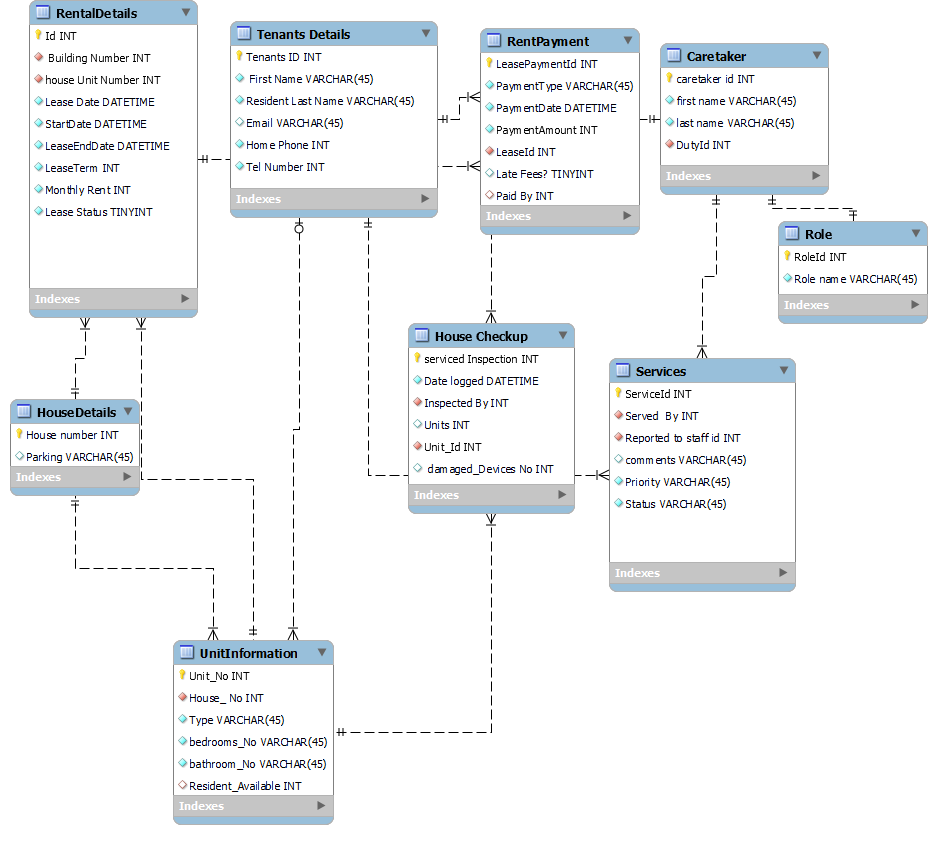 RentalDetails
Id INT
Building Number INT
house Unit Number INT
Lease Date DATETIME
StartDate DATETIME
LeaseEndDate DATETIME
LeaseTerm INT
Monthly Rent INT
Lease Status TINYINT
Indexes
Tenants Details
Tenants ID INT
First Name VARCHAR(45)
Resident Last Name VARCHAR(45)
Email VARCHAR(45)
Home Phone INT
Tel Number INT
Indexes
RentPayment
LeasePaymentId INT
PaymentType VARCHAR(45)
PaymentDate DATETIME
PaymentAmount INT
LeaseId INT
Late Fees? TINYINT
Paid By INT
Indexes
Caretaker
caretaker id INT
first name VARCHAR(45)
last name VARCHAR(45)
DutyId INT
Indexes
Role
RoleId INT
Role name VARCHAR(45)
Indexes
House Checkup
serviced Inspection INT
Date logged DATETIME
Inspected By INT
Units INT
Unit_Id INT
damaged_Devices No INT
Indexes
Services
ServiceId INT
Served By INT
Reported to staff id INT
comments VARCHAR(45)
Priority VARCHAR(45)
Status VARCHAR(45)
Indexes
HouseDetails
House number INT
Parking VARCHAR(45)
Indexes
UnitInformation
Unit_No INT
House_ No INT
Type VARCHAR(45)
bedrooms_No VARCHAR(45)
bathroom_No VARCHAR(45)
Resident_Available INT
Indexes